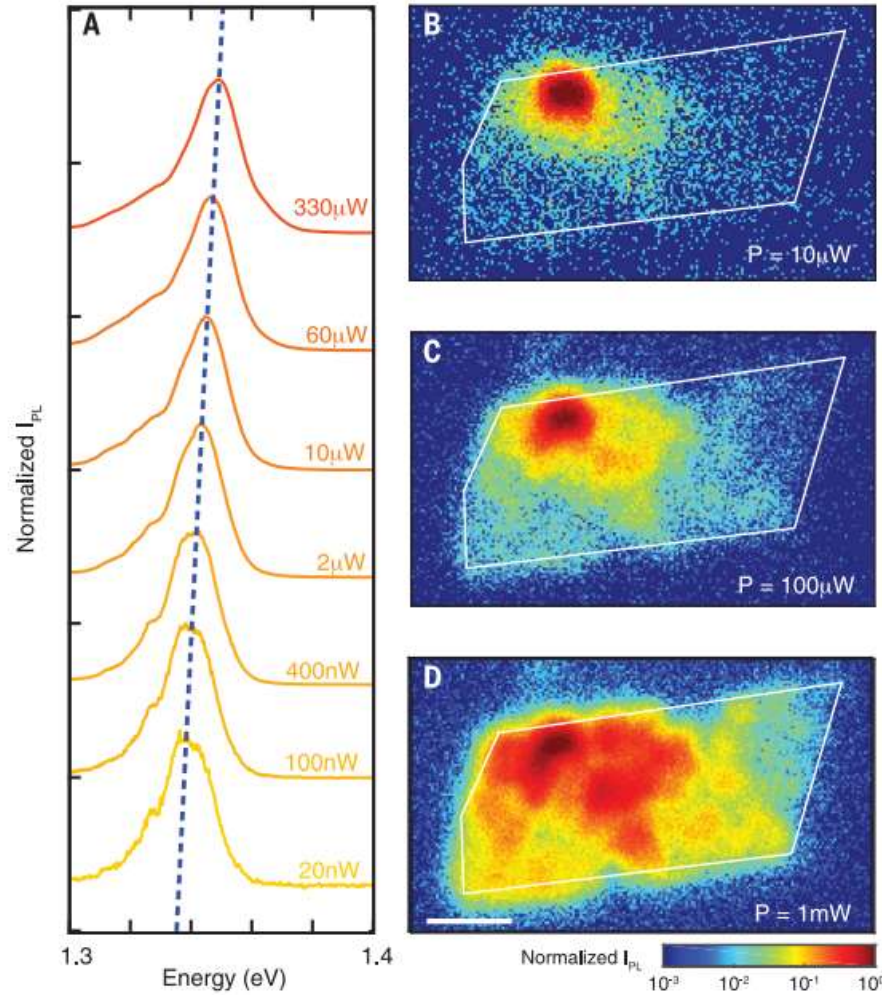 A
330μW
60μW
10μW
2μW
400nW
100nW
20nW
Normalized I_PL
1.3
1.4
Energy (eV)
B
P = 10μW
C
P = 100μW
D
P = 1mW
Normalized I_PL
10⁻³
10⁻²
10⁻¹
10⁰